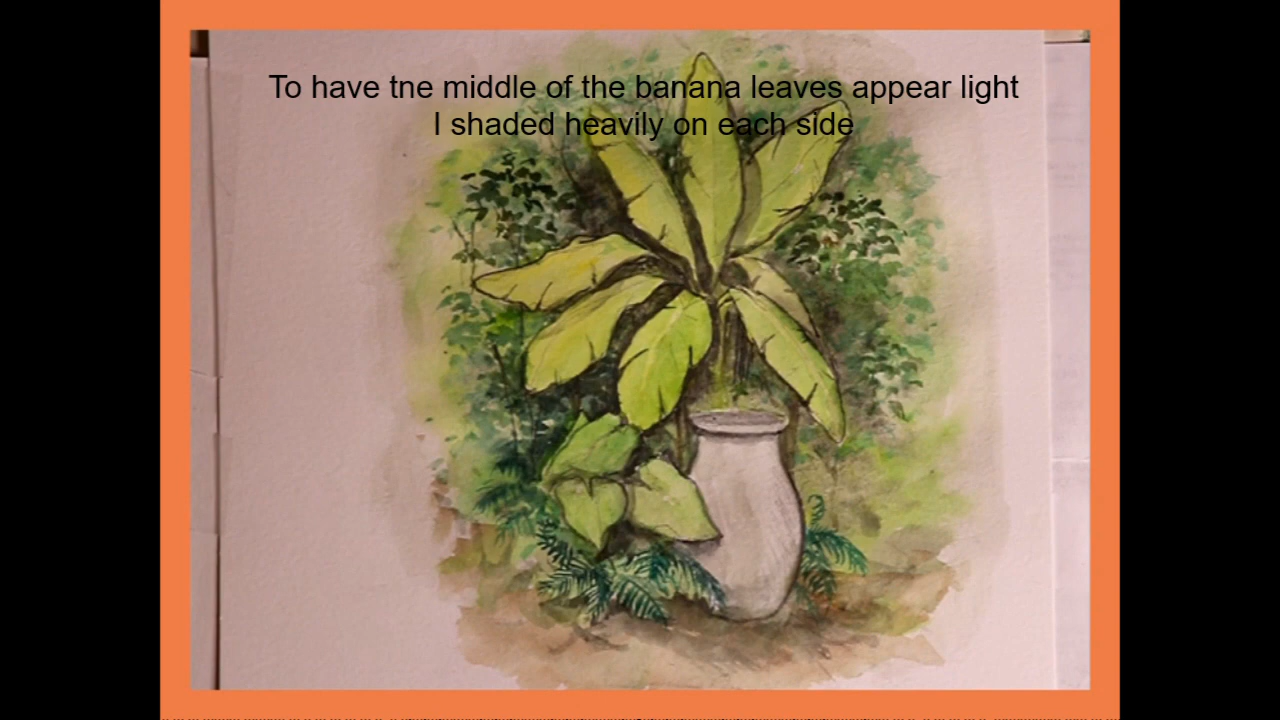 To have tne middle of the banana leaves appear light
I shaded heavily on each side